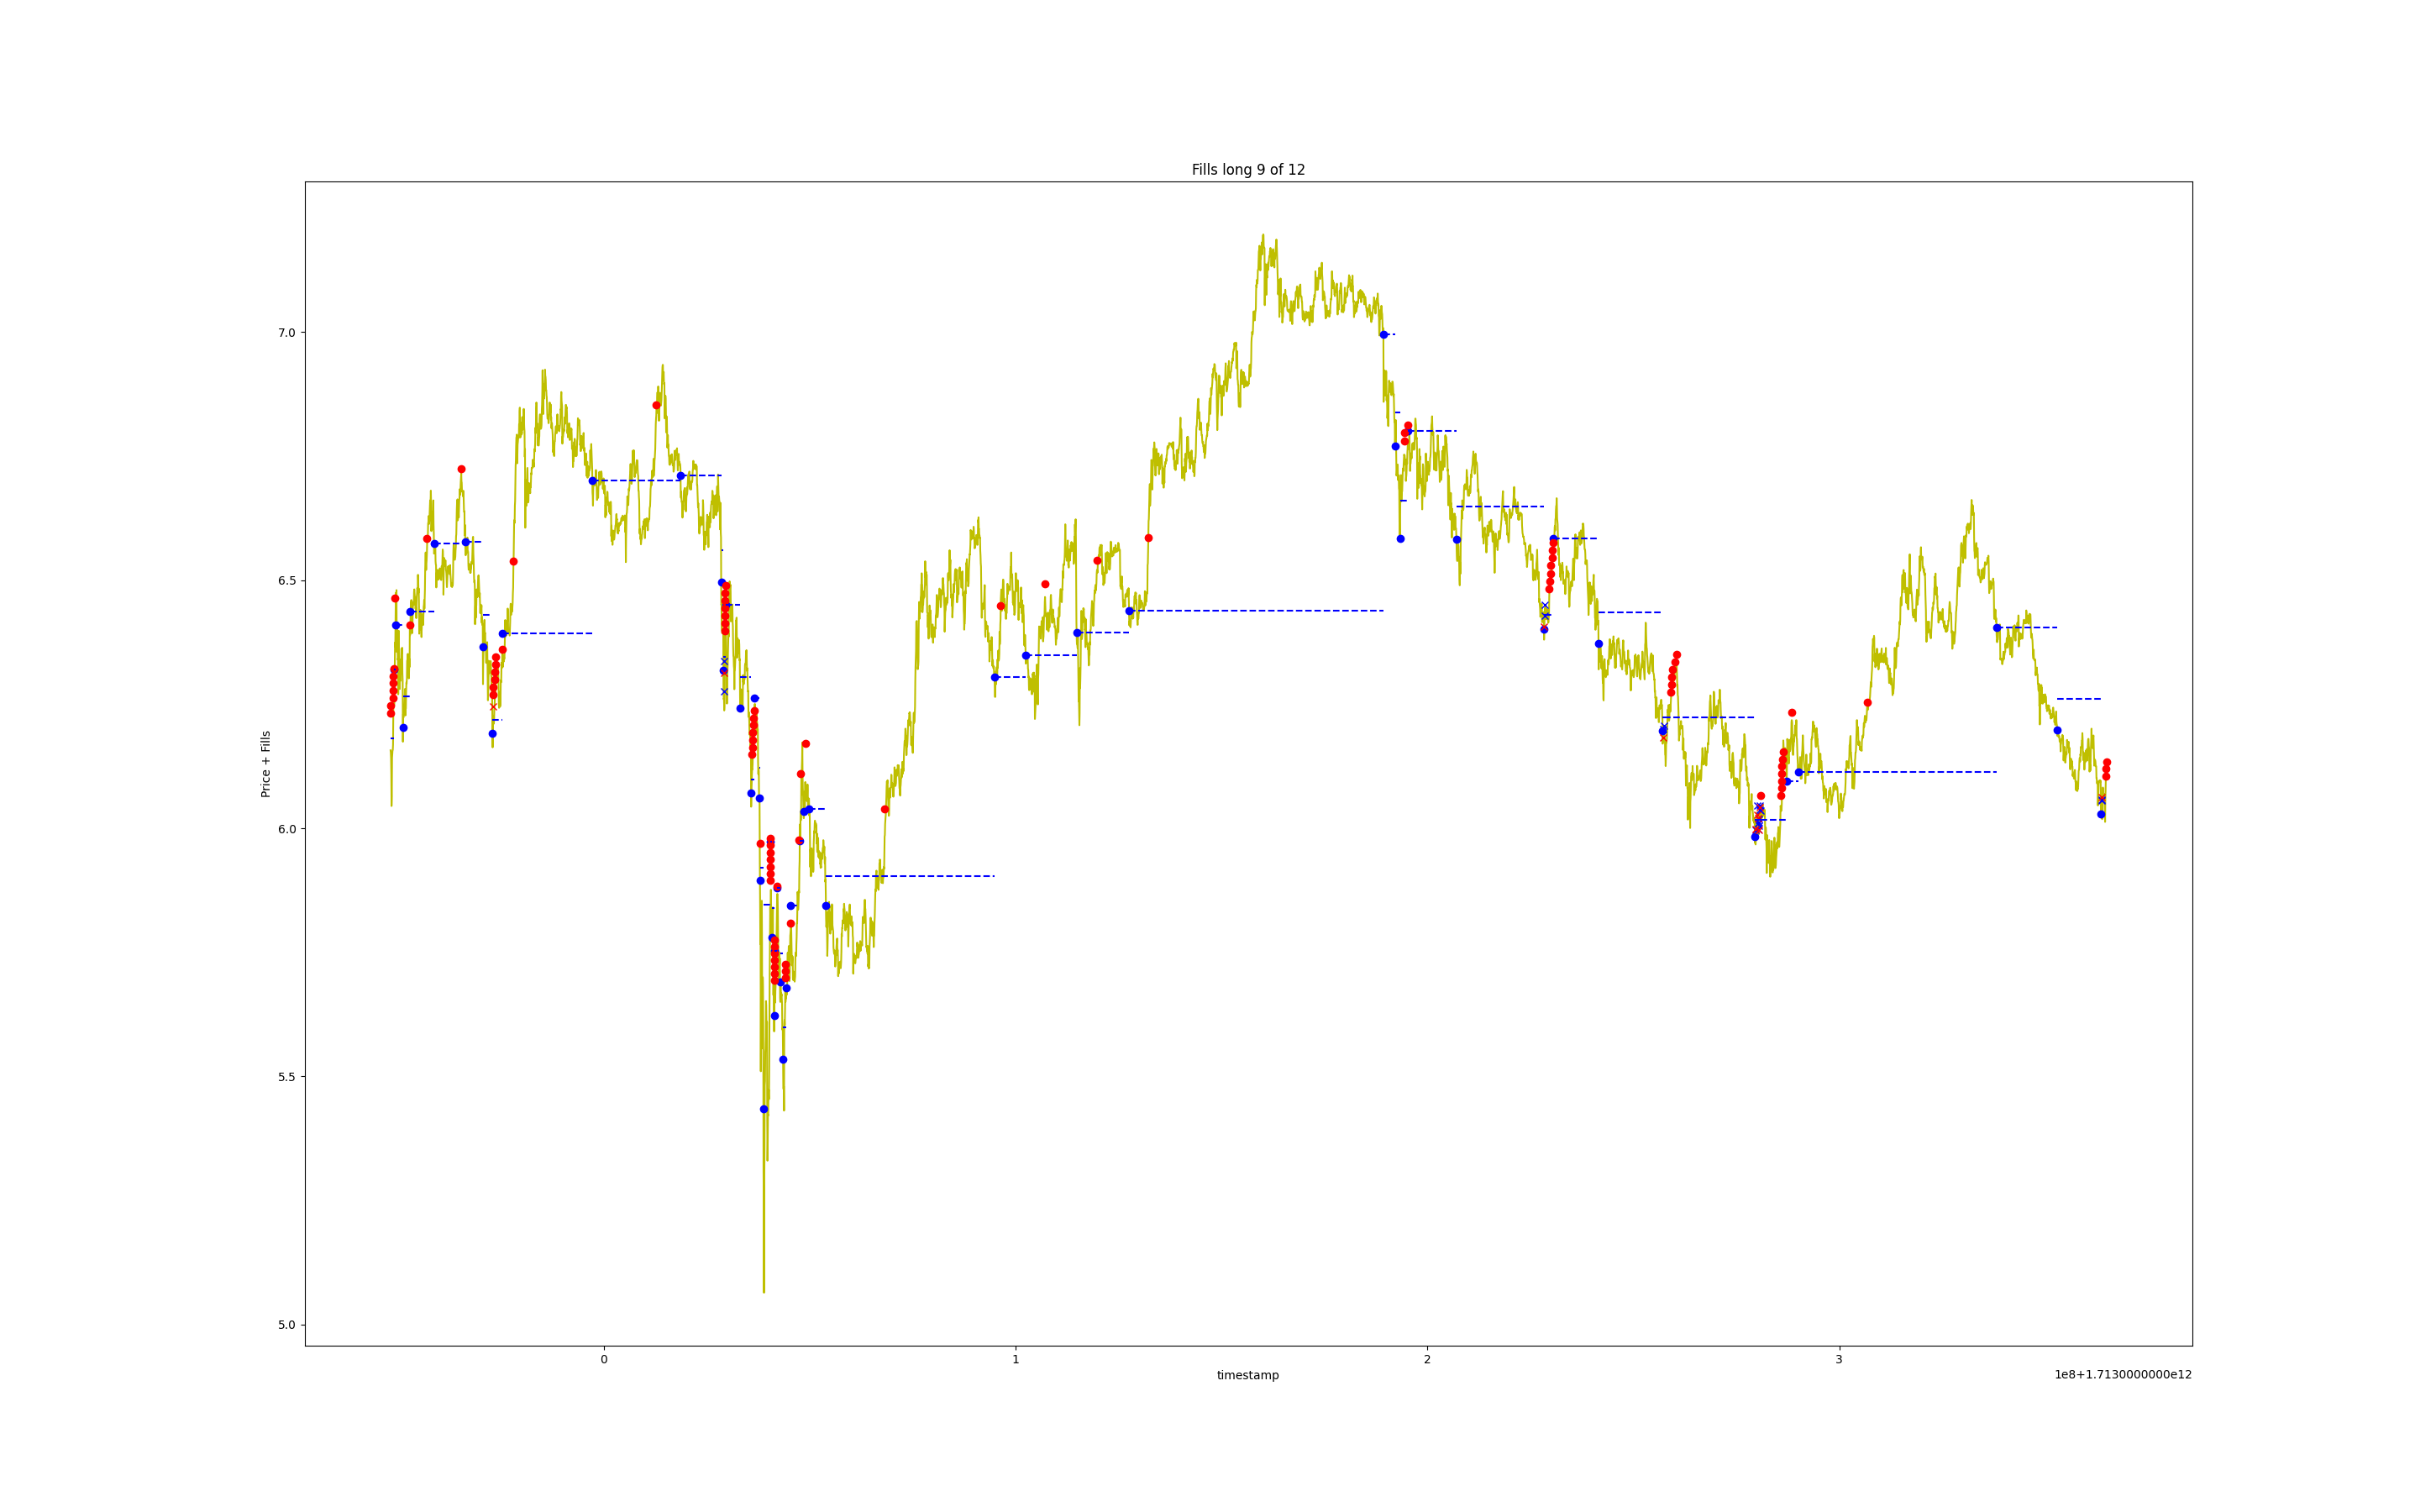 Fills long 9 of 12
Price + Fills
7.0
6.5
6.0
5.5
5.0
0 1 2 3
timestamp
1e8+1.7130000000e12